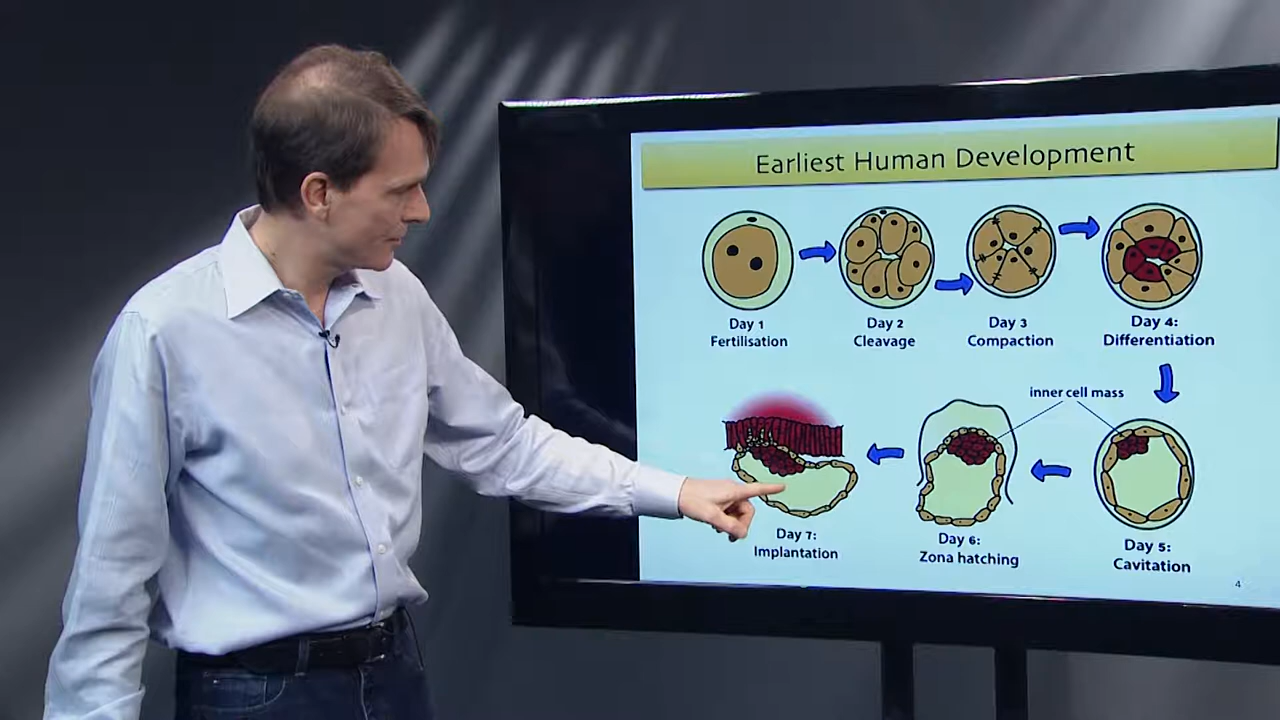 Earliest Human Development
Day 1
Fertilisation
Day 2
Cleavage
Day 3
Compaction
Day 4:
Differentiation
inner cell mass
Day 7:
Implantation
Day 6:
Zona hatching
Day 5:
Cavitation
4